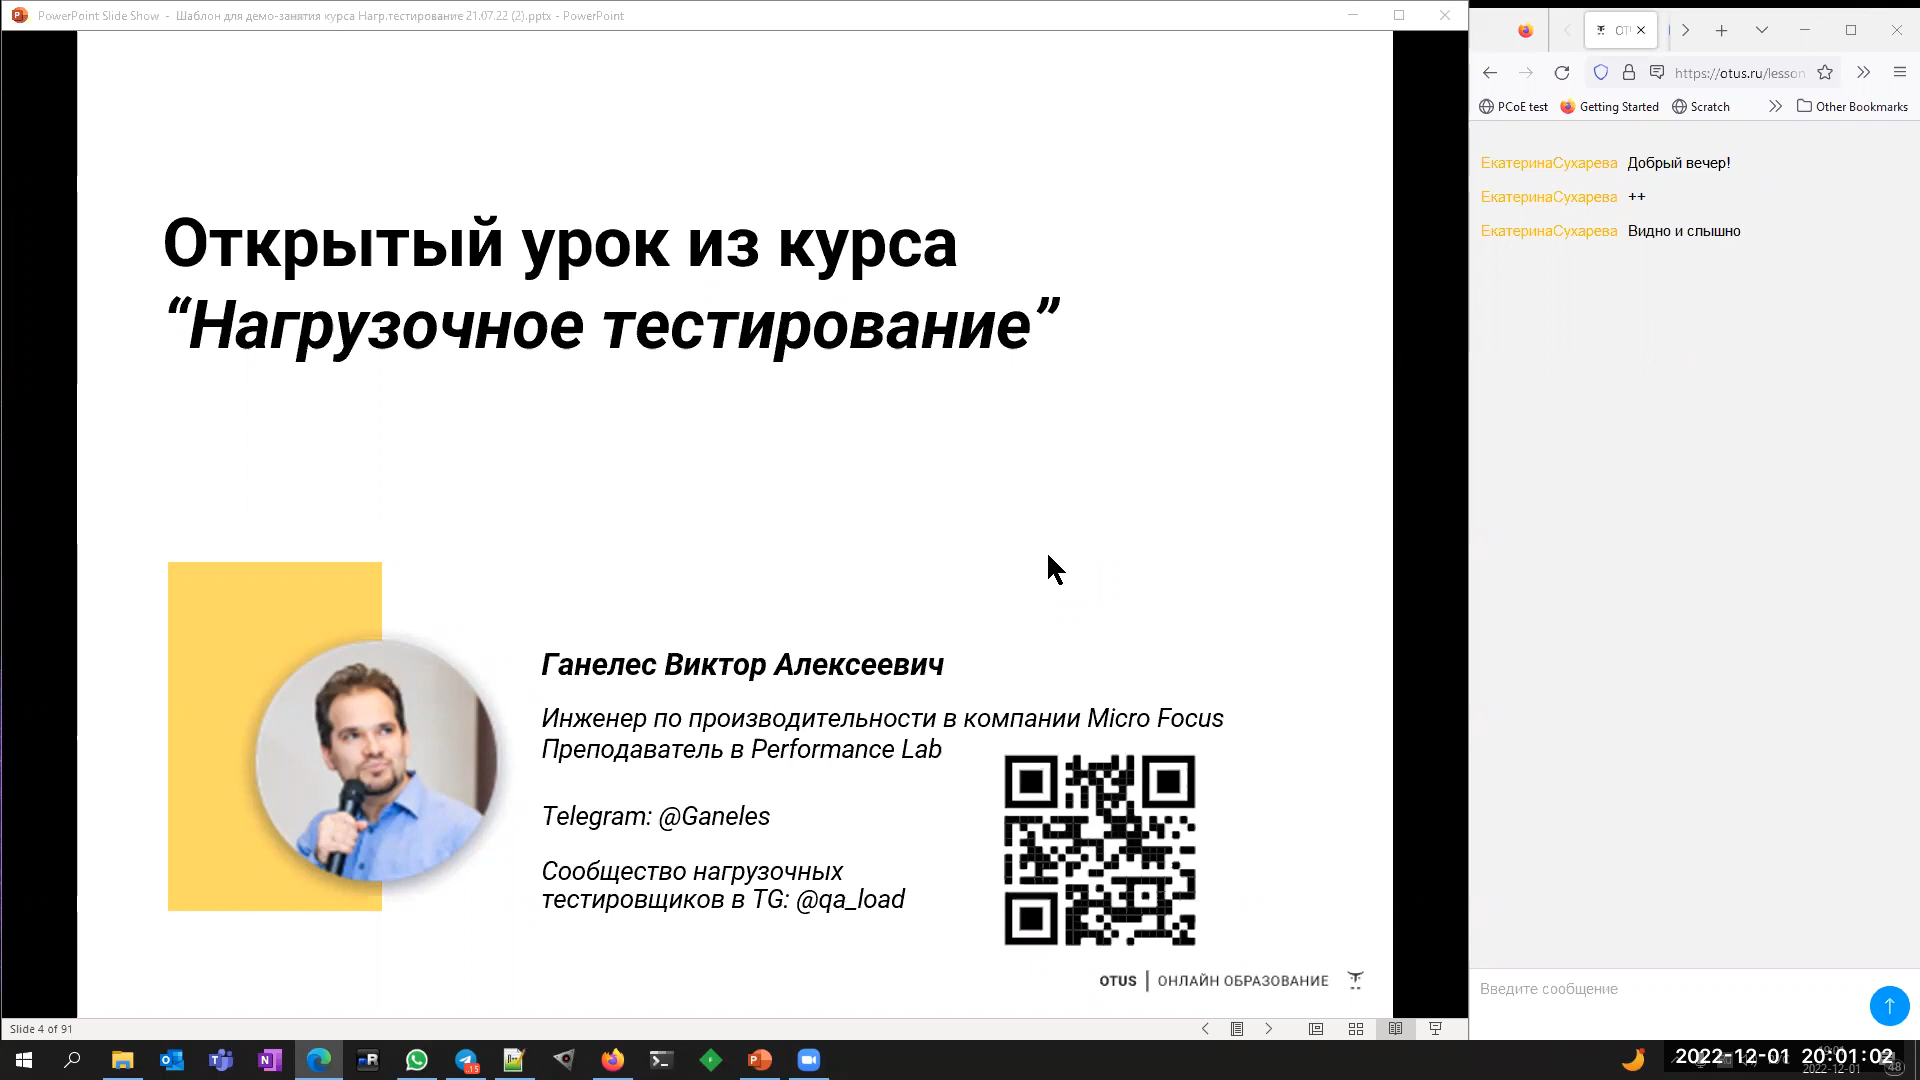 PowerPoint Slide Show - Шаблон для демо-занятия курса Нагр.тестирование 21.07.22 (2).pptx - PowerPoint
Открытый урок из курса
“Нагрузочное тестирование”
Ганелес Виктор Алексеевич
Инженер по производительности в компании Micro Focus
Преподаватель в Performance Lab
Telegram: @Ganeles
Сообщество нагрузочных
тестировщиков в TG: @qa_load
OTUS | ОНЛАЙН ОБРАЗОВАНИЕ
Slide 4 of 91
https://otus.ru/lesson
PCoE test
Getting Started
Scratch
Other Bookmarks
ЕкатеринаСухарева Добрый вечер!
ЕкатеринаСухарева ++
ЕкатеринаСухарева Видно и слышно
Введите сообщение
2022-12-01 20:01:02
2022-12-01